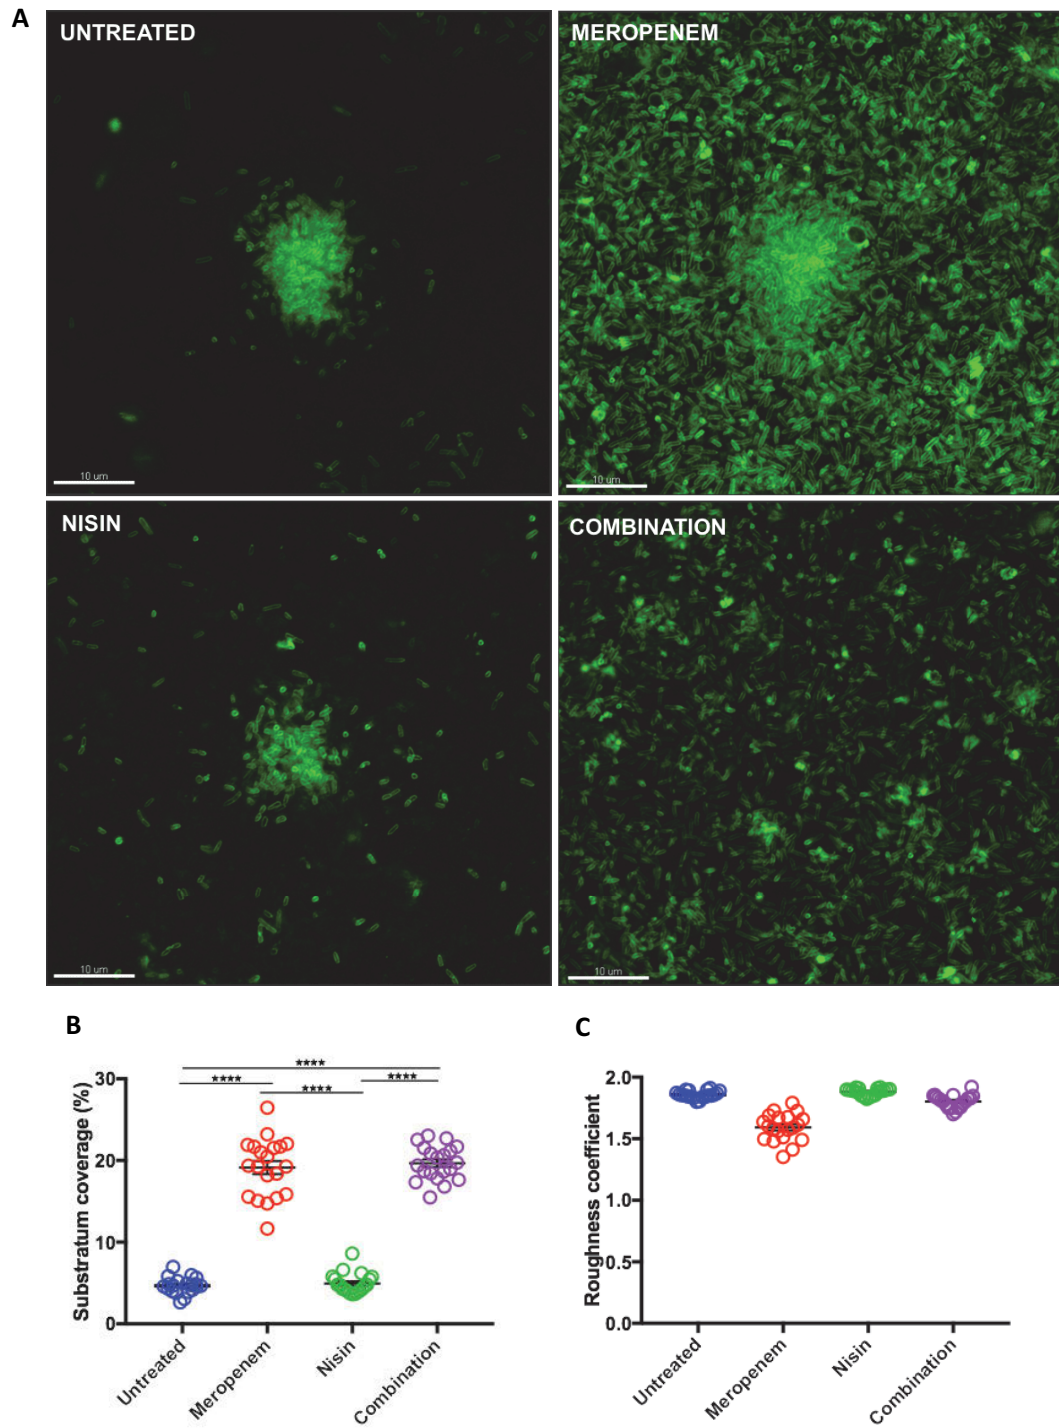 A
UNTREATED
MEROPENEM
10 um
10 um
NISIN
COMBINATION
10 um
10 um
B
C
****
****
****
****
Substratum coverage (%)
30
20
10
0
Untreated
Meropenem
Nisin
Combination
Roughness coefficient
2.0
1.5
1.0
0.5
0.0
Untreated
Meropenem
Nisin
Combination